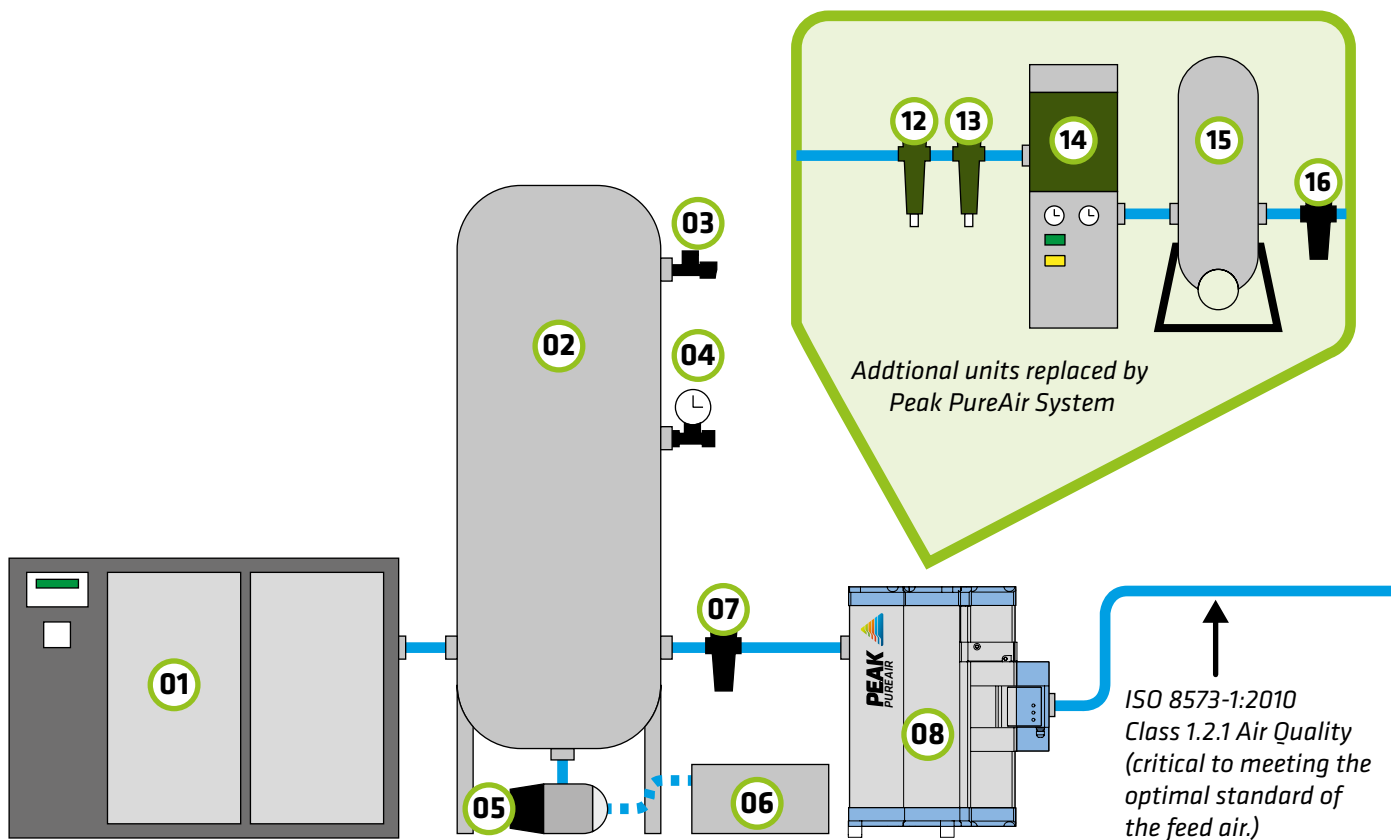 12
13
14
15
16
Addtional units replaced by
Peak PureAir System
03
02
04
07
01
PEAK
PUREAIR
08
05
06
ISO 8573-1:2010
Class 1.2.1 Air Quality
(critical to meeting the
optimal standard of
the feed air.)